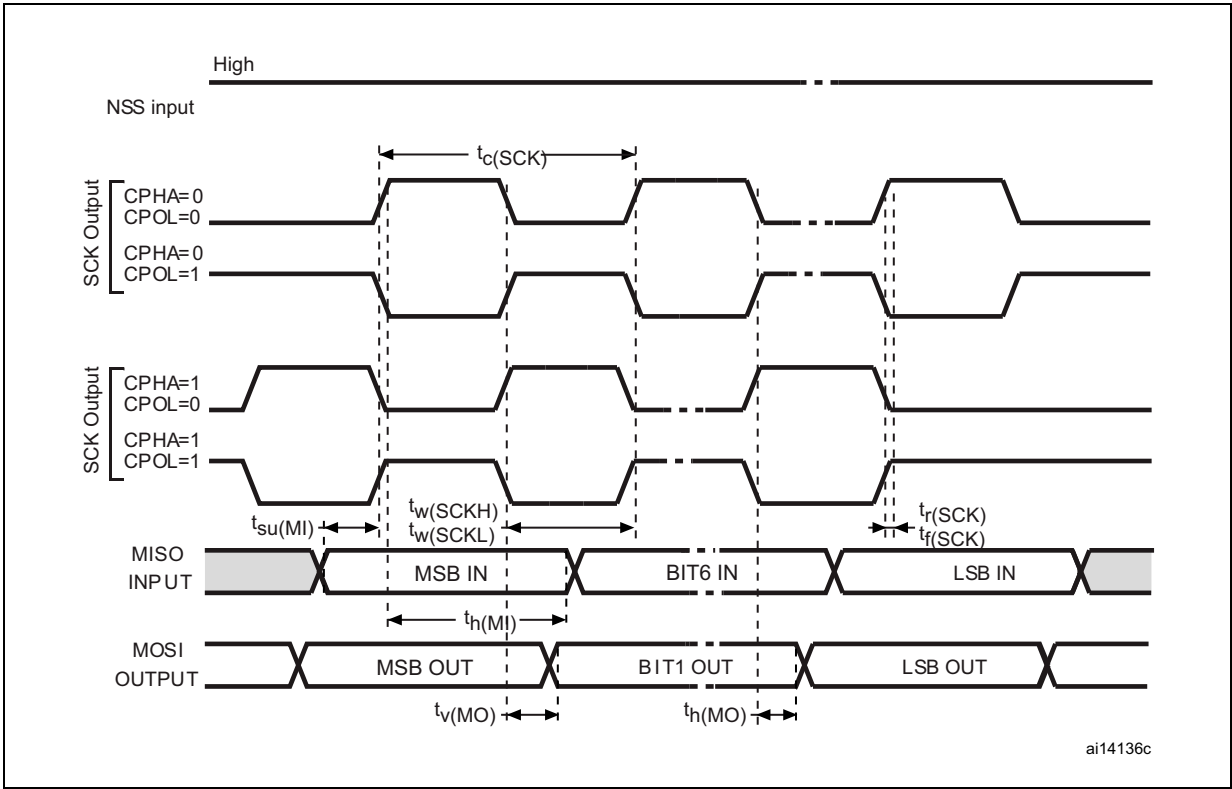 High
NSS input
tc(SCK)
SCK Output
CPHA=0
CPOL=0
CPHA=0
CPOL=1
SCK Output
CPHA=1
CPOL=0
CPHA=1
CPOL=1
tsu(MI)
tw(SCKH)
tw(SCKL)
tr(SCK)
tf(SCK)
MISO
INPUT
MSB IN
BIT6 IN
LSB IN
th(MI)
MOSI
OUTPUT
MSB OUT
BIT1 OUT
LSB OUT
tv(MO)
th(MO)
ai14136c